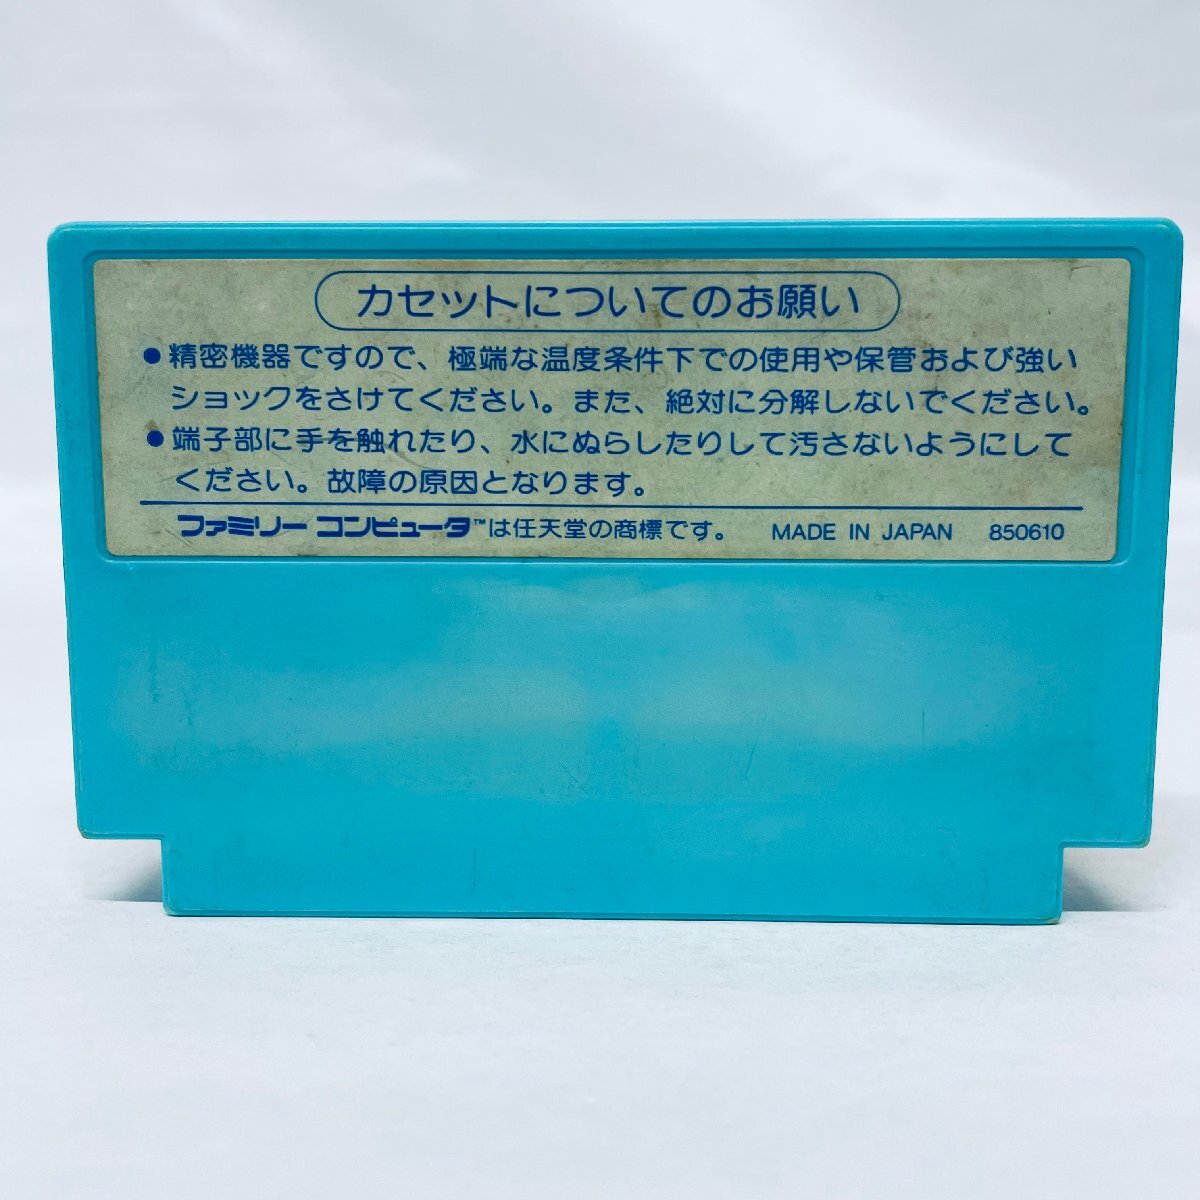 カセットについてのお願い
●精密機器ですので、極端な温度条件下での使用や保管および強い
ショックをさけてください。また、絶対に分解しないでください。
●端子部に手を触れたり、水にぬらしたりして汚さないようにして
ください。故障の原因となります。
ファミリー コンピュータ™は任天堂の商標です。 MADE IN JAPAN 850610